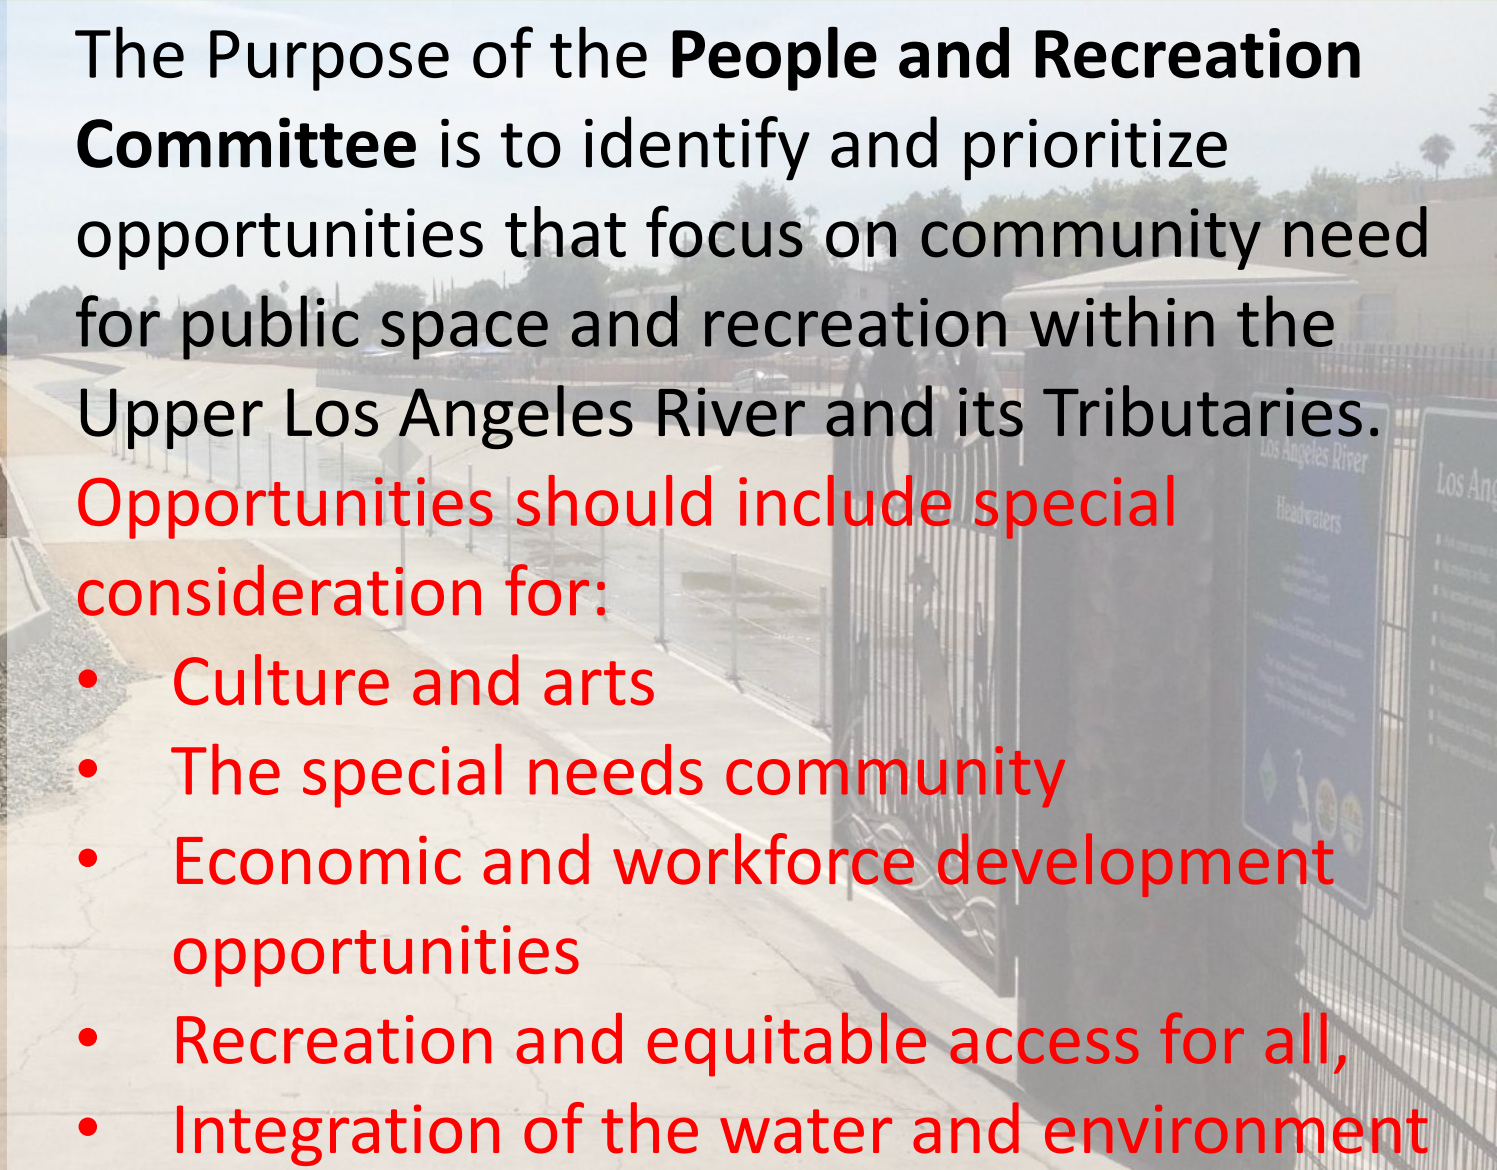 The Purpose of the People and Recreation
Committee is to identify and prioritize
opportunities that focus on community need
for public space and recreation within the
Upper Los Angeles River and its Tributaries.
Opportunities should include special
consideration for:
• Culture and arts
• The special needs community
• Economic and workforce development
opportunities
• Recreation and equitable access for all,
• Integration of the water and environment
Los Angeles River
Headwaters
Los Ang